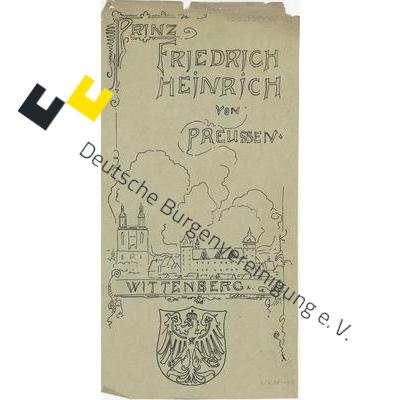 PRINZ
FRIEDRICH
HEINRICH
VON
PREUSSEN.
Deutsche Burgenvereinigung e. V.
WITTENBERG.